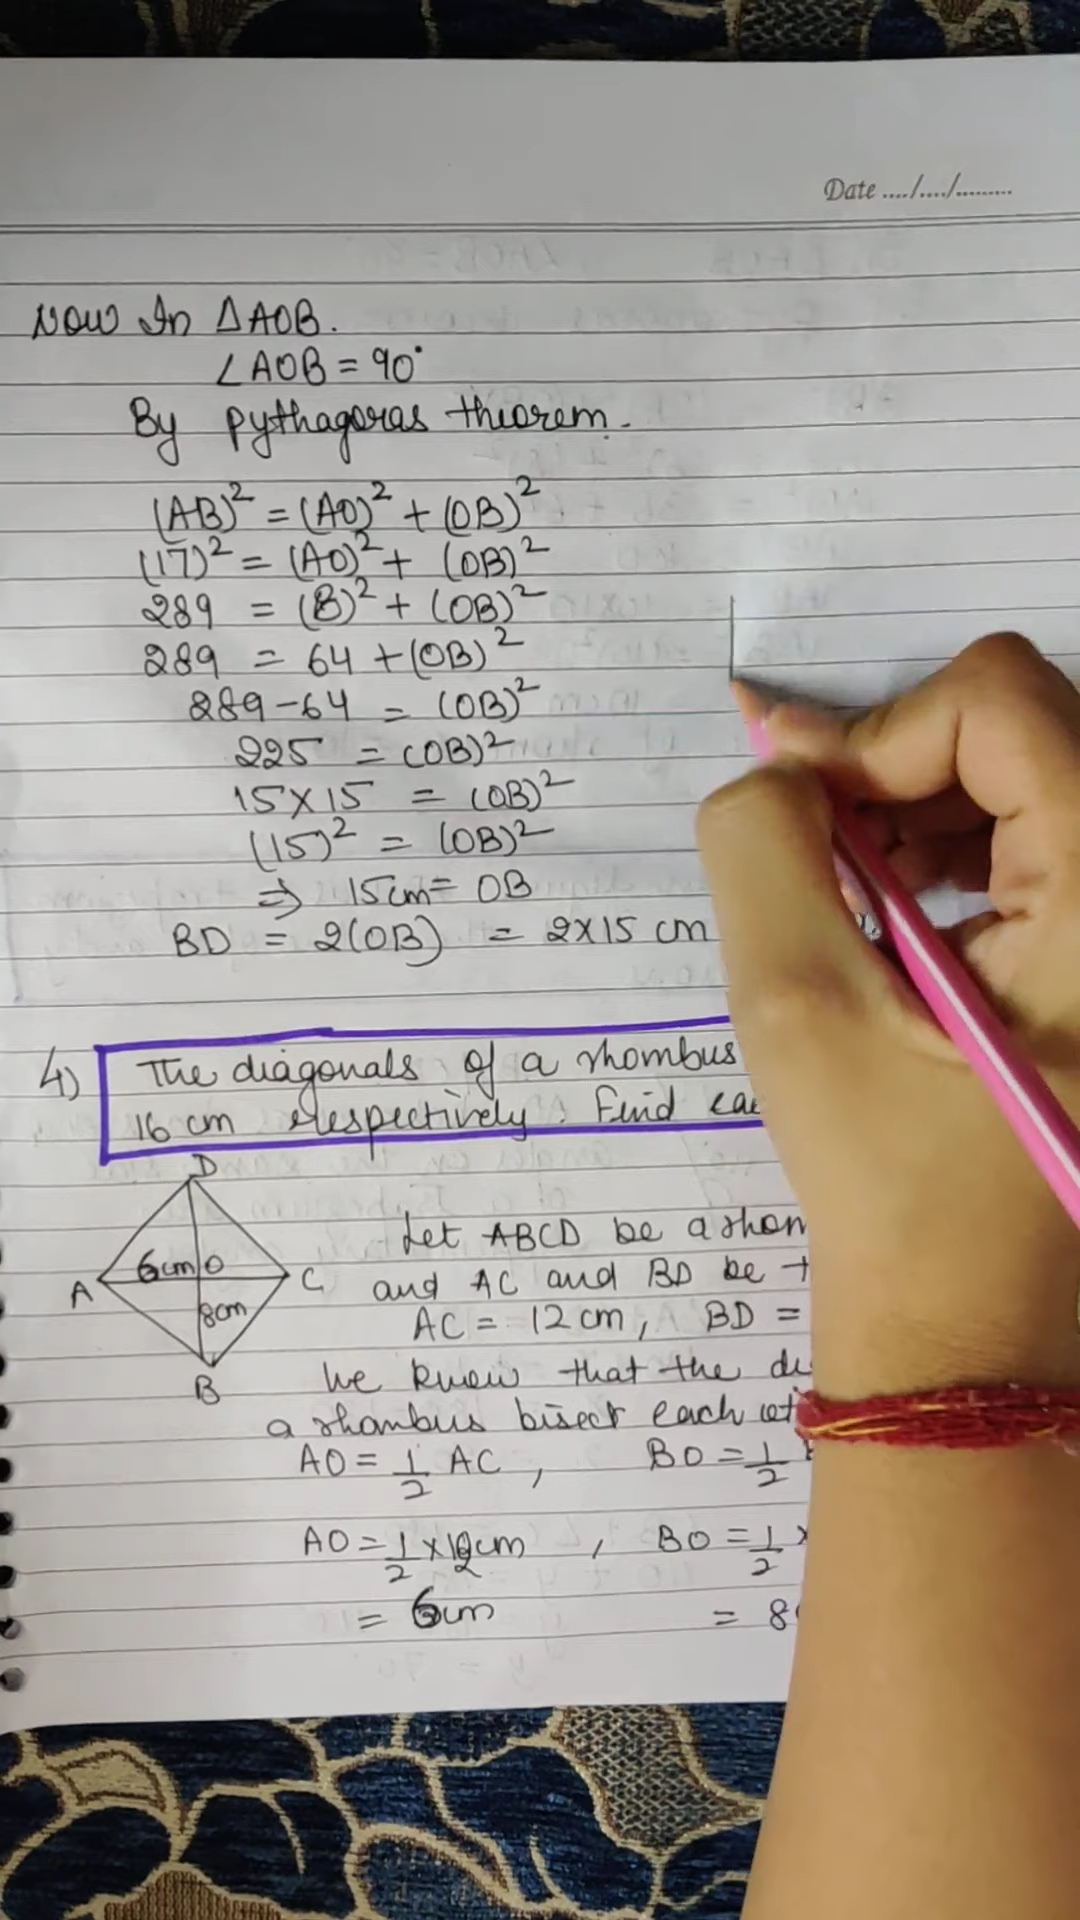 Date ..../..../.........
Now In △AOB.
∠AOB = 90°
By pythagoras theorem.
(AB)² = (AO)² + (OB)²
(17)² = (AO)² + (OB)²
289 = (8)² + (OB)²
289 = 64 + (OB)²
289 - 64 = (OB)²
225 = (OB)²
15 × 15 = (OB)²
(15)² = (OB)²
⇒ 15cm = OB
BD = 2(OB) = 2×15 cm
4) The diagonals of a rhombus
16 cm respectively. Find
D
6cm O
A C
8cm
B
Let ABCD be a
and AC and BD be
AC = 12 cm, BD =
We know that the
a rhombus bisect each
AO = 1/2 AC, BO = 1/2
AO = 1/2 × 12cm, BO = 1/2 ×
= 6cm = 8